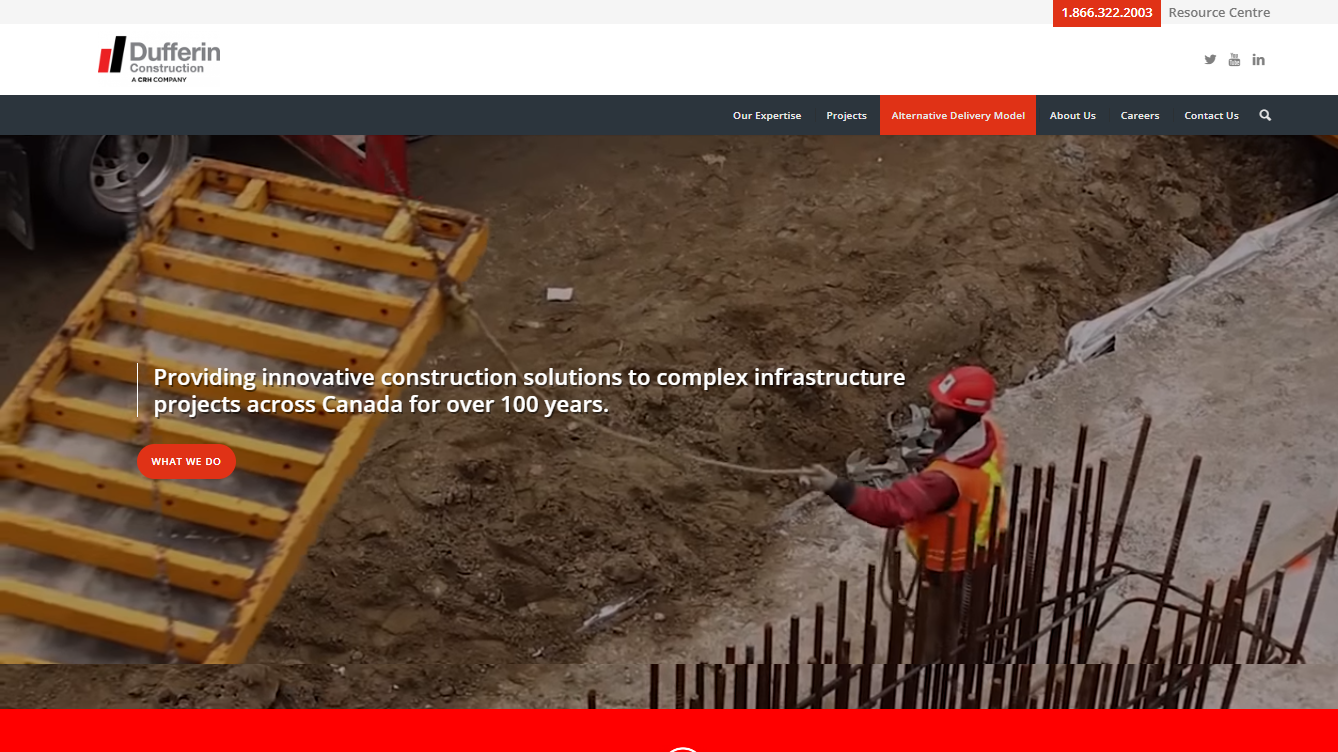 1.866.322.2003 Resource Centre
Dufferin
Construction
A CRH COMPANY
Our Expertise Projects Alternative Delivery Model About Us Careers Contact Us
Providing innovative construction solutions to complex infrastructure
projects across Canada for over 100 years.
WHAT WE DO